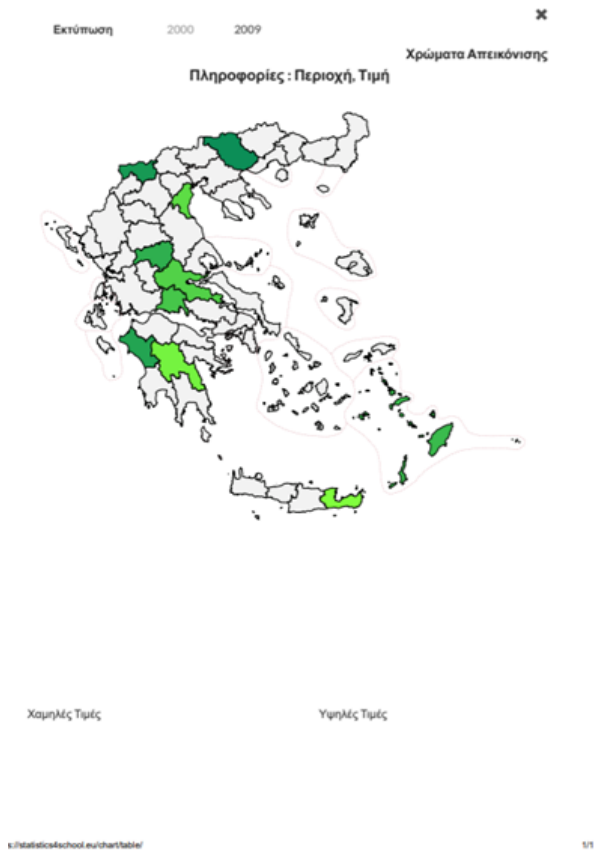 ✖
Εκτύπωση 2000 2009
Χρώματα Απεικόνισης
Πληροφορίες : Περιοχή, Τιμή
Χαμηλές Τιμές Υψηλές Τιμές
s://statistics4school.eu/chart/table/ 1/1